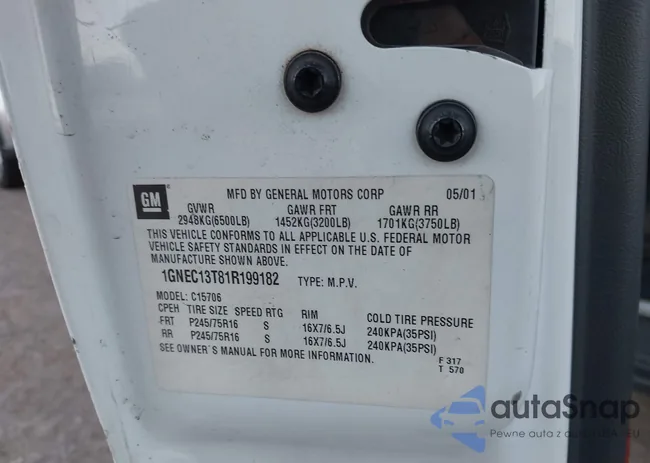 GM
MFD BY GENERAL MOTORS CORP 05/01
GVWR GAWR FRT GAWR RR
2948KG(6500LB) 1452KG(3200LB) 1701KG(3750LB)
THIS VEHICLE CONFORMS TO ALL APPLICABLE U.S. FEDERAL MOTOR
VEHICLE SAFETY STANDARDS IN EFFECT ON THE DATE OF
MANUFACTURE SHOWN ABOVE.
1GNEC13T81R199182 TYPE: M.P.V.
MODEL: C15706
CPEH TIRE SIZE SPEED RTG RIM COLD TIRE PRESSURE
FRT P245/75R16 S 16X7/6.5J 240KPA(35PSI)
RR P245/75R16 S 16X7/6.5J 240KPA(35PSI)
SEE OWNER'S MANUAL FOR MORE INFORMATION.
F 317
T 570
autaSnap
Pewne auta z